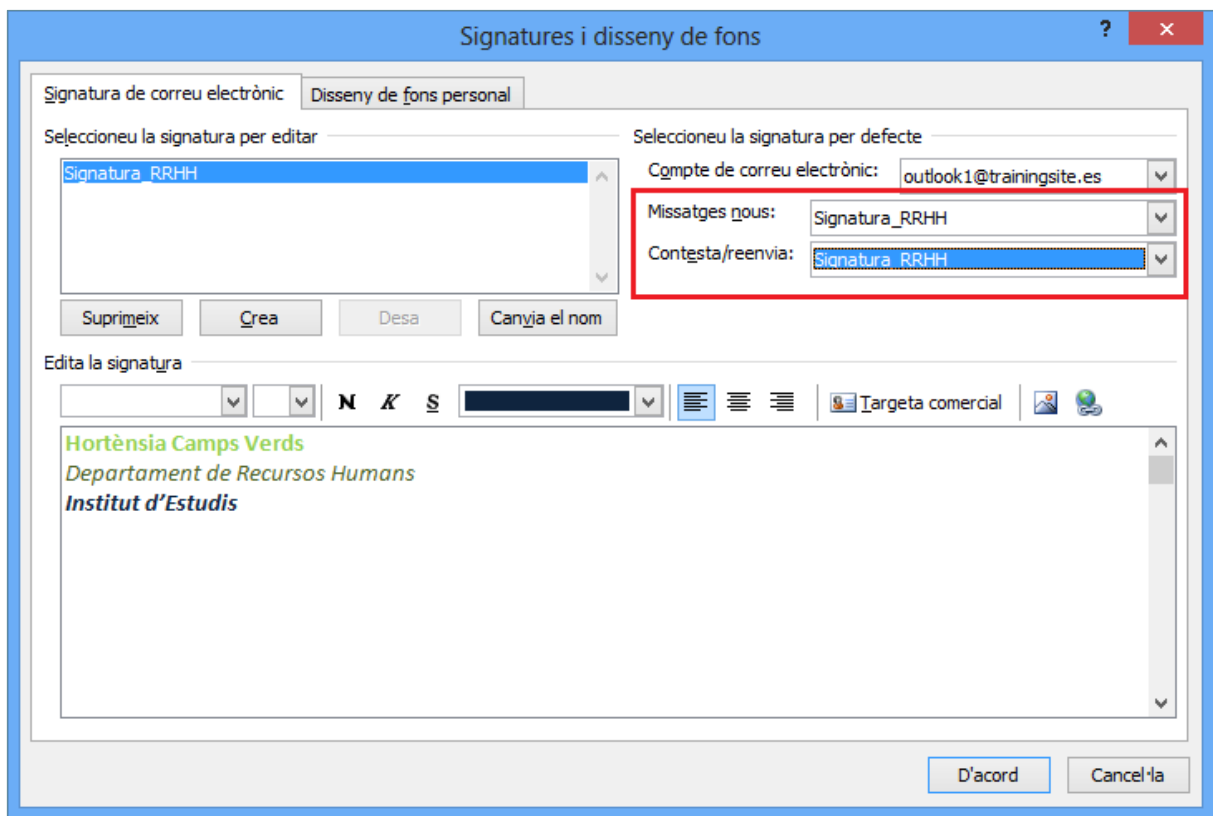 Signatures i disseny de fons
?
Signatura de correu electrònic
Disseny de fons personal
Seleccioneu la signatura per editar
Signatura_RRHH
Seleccioneu la signatura per defecte
Compte de correu electrònic: outlook1@trainingsite.es
Missatges nous: Signatura_RRHH
Contesta/reenvia: Signatura_RRHH
Suprimeix Crea Desa Canvia el nom
Edita la signatura
N K S Targeta comercial
Hortènsia Camps Verds
Departament de Recursos Humans
Institut d’Estudis
D'acord Cancel·la